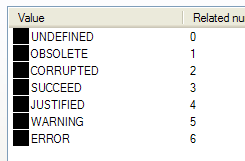 Value Related nu
UNDEFINED 0
OBSOLETE 1
CORRUPTED 2
SUCCEED 3
JUSTIFIED 4
WARNING 5
ERROR 6